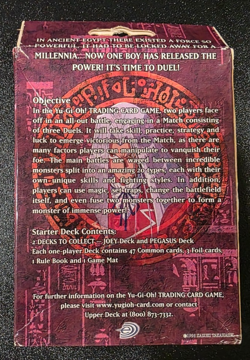 IN ANCIENT EGYPT THERE EXISTED A FORCE SO
POWERFUL, IT HAD TO BE LOCKED AWAY FOR A
MILLENNIA...NOW ONE BOY HAS RELEASED THE
POWER! IT'S TIME TO DUEL!
Objective
In the Yu-Gi-Oh! TRADING CARD GAME, two players face
off in an all out battle, engaging in a Match consisting
of three Duels. It will take skill, practice, strategy and
luck to emerge victorious from the Match, as there are
many factors players can manipulate to vanquish their
foe. The main battles are waged between incredible
monsters split into an amazing 20 types, each with their
own unique skills and fighting styles. In addition,
players can use magic, set traps, change the battlefield
itself, and even fuse two monsters together to form a
monster of immense power!
Starter Deck Contents:
2 DECKS TO COLLECT — JOEY Deck and PEGASUS Deck
Each one-player Deck contains 47 Common cards, 3 Foil cards
1 Rule Book and 1 Game Mat
For further information on the Yu-Gi-Oh! TRADING CARD GAME,
please visit www.yugioh-card.com or contact
Upper Deck at (800) 873-7332.
©1996 KAZUKI TAKAHASHI